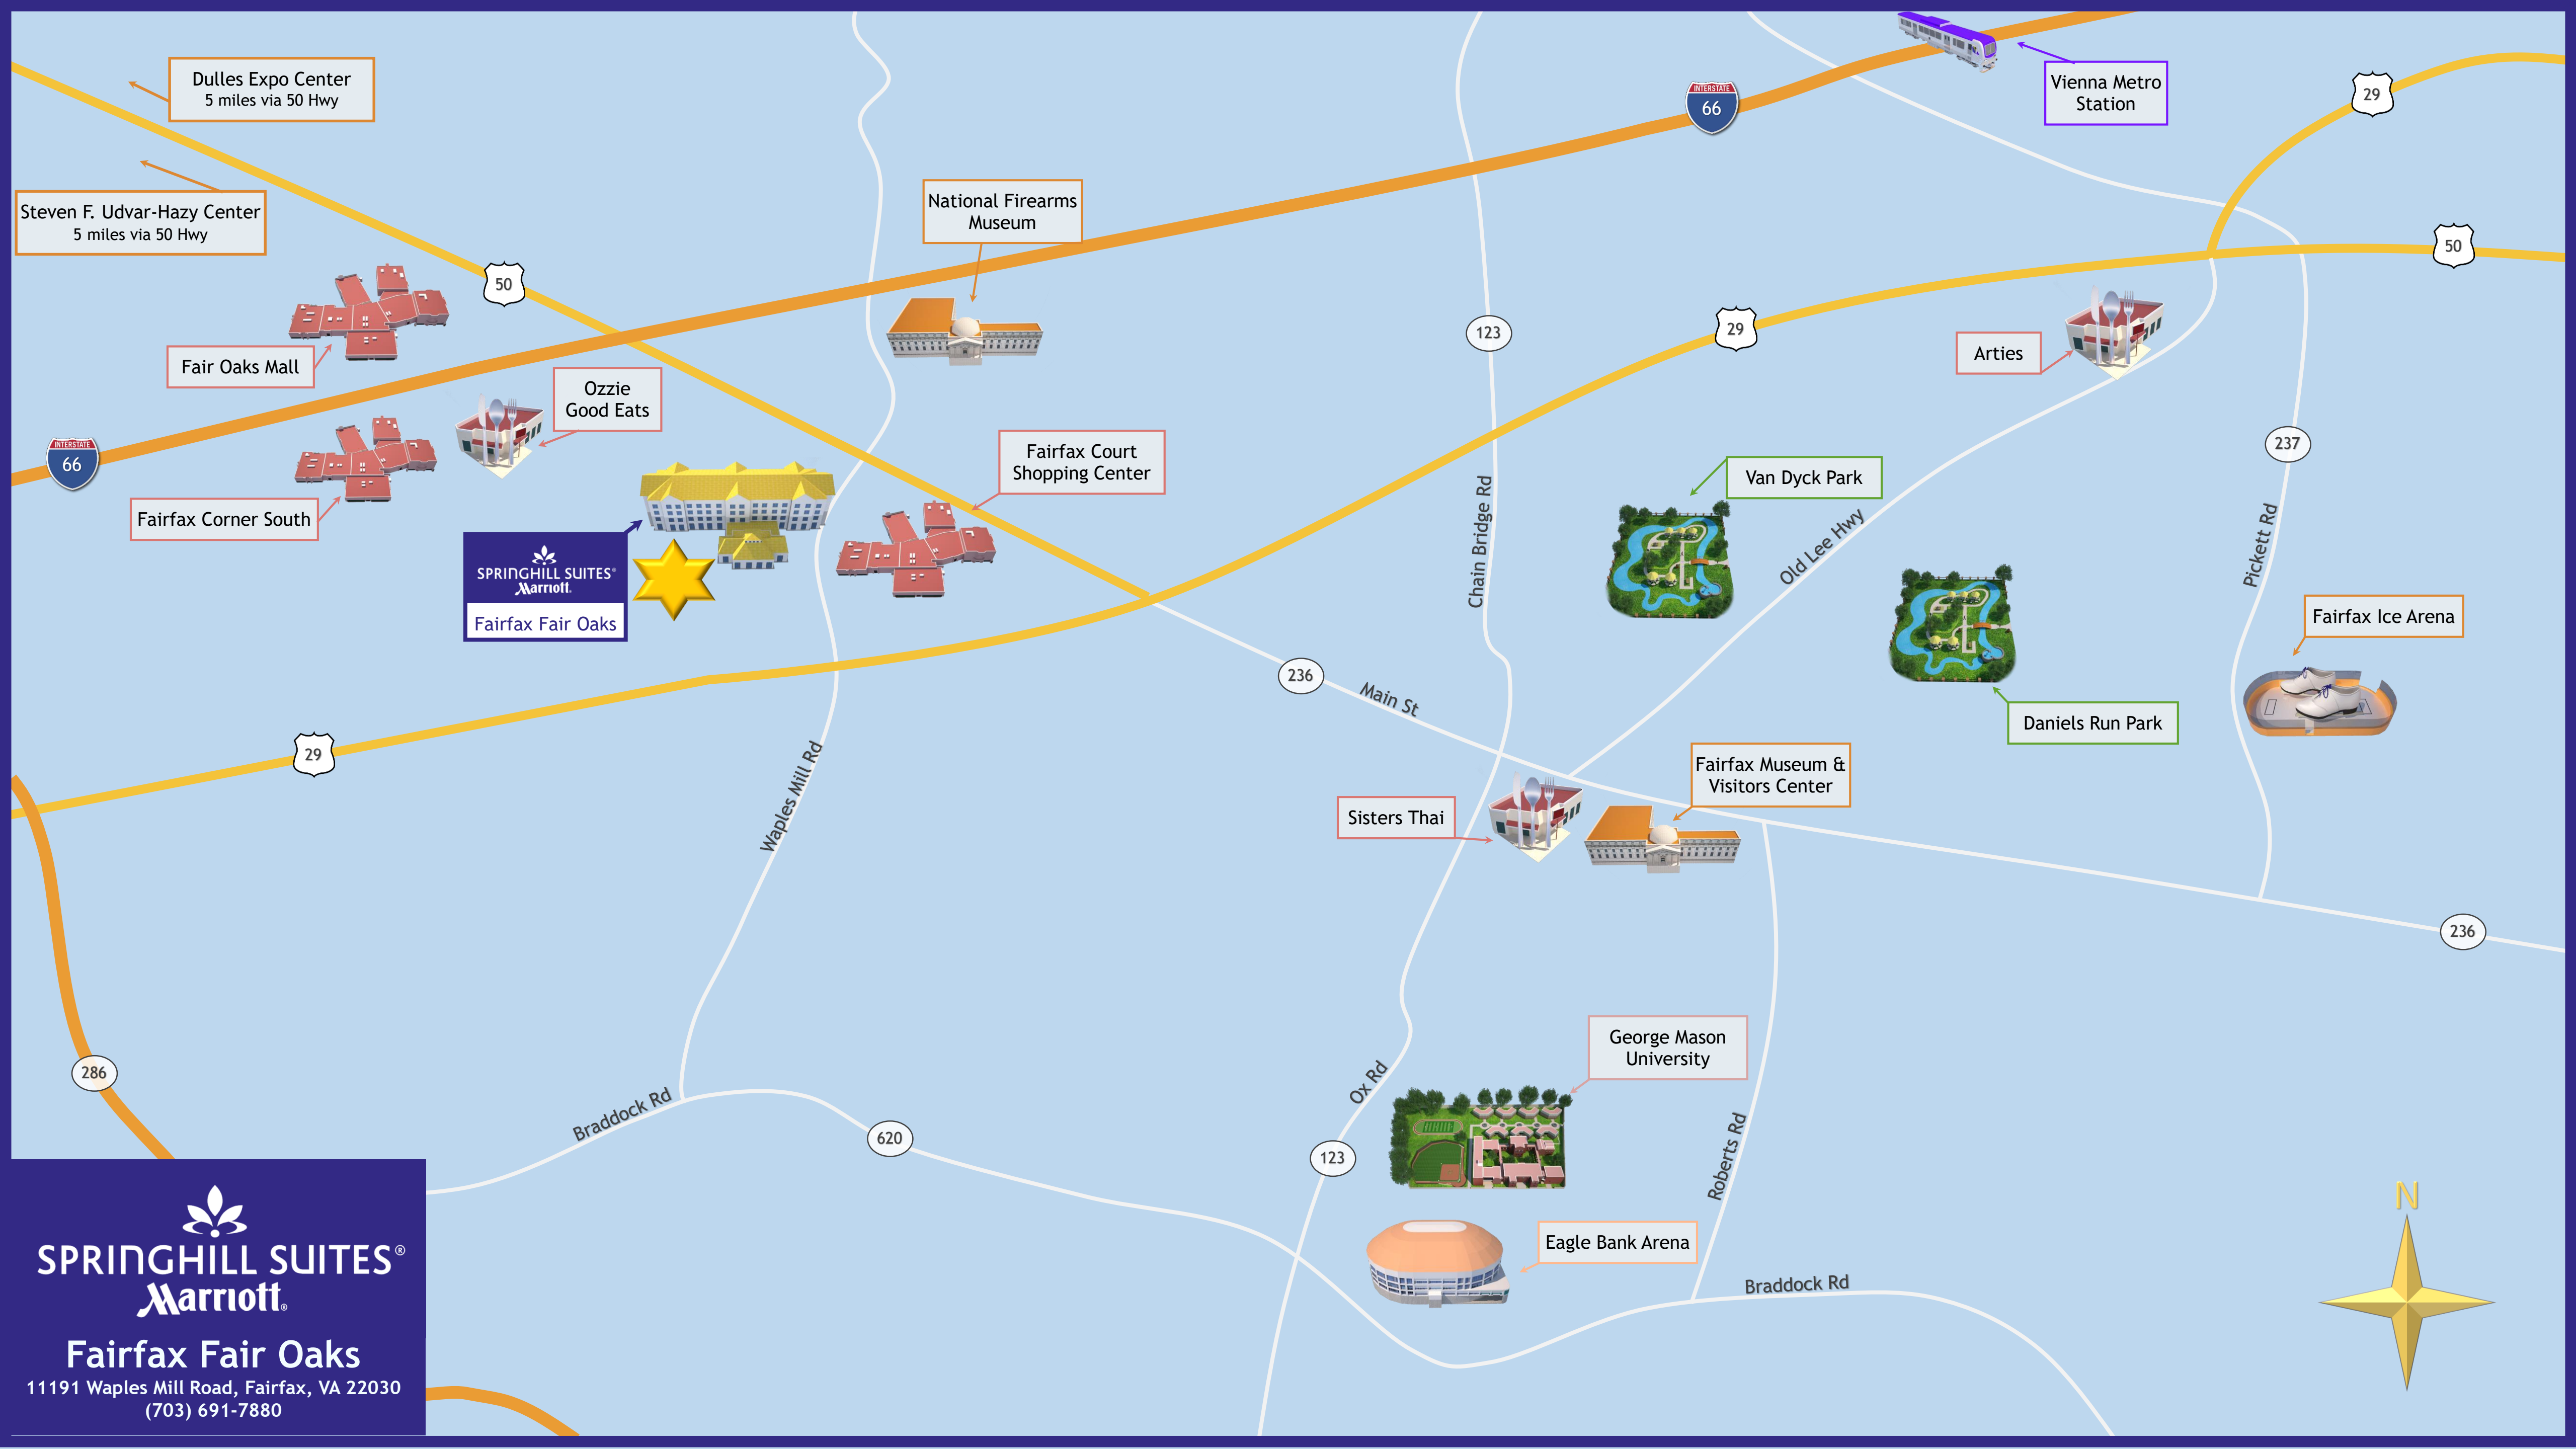 Dulles Expo Center
5 miles via 50 Hwy
Steven F. Udvar-Hazy Center
5 miles via 50 Hwy
Vienna Metro
Station
29
INTERSTATE
66
National Firearms
Museum
50
50
29
123
Arties
Fair Oaks Mall
Ozzie
Good Eats
INTERSTATE
66
Fairfax Corner South
Fairfax Court
Shopping Center
237
Van Dyck Park
Chain Bridge Rd
Old Lee Hwy
Pickett Rd
SPRINGHILL SUITES®
Marriott®
Fairfax Fair Oaks
Fairfax Ice Arena
236
Main St
Daniels Run Park
29
Waples Mill Rd
Fairfax Museum &
Visitors Center
Sisters Thai
236
286
George Mason
University
Ox Rd
Braddock Rd
620
123
Roberts Rd
Eagle Bank Arena
Braddock Rd
N
SPRINGHILL SUITES®
Marriott®
Fairfax Fair Oaks
11191 Waples Mill Road, Fairfax, VA 22030
(703) 691-7880